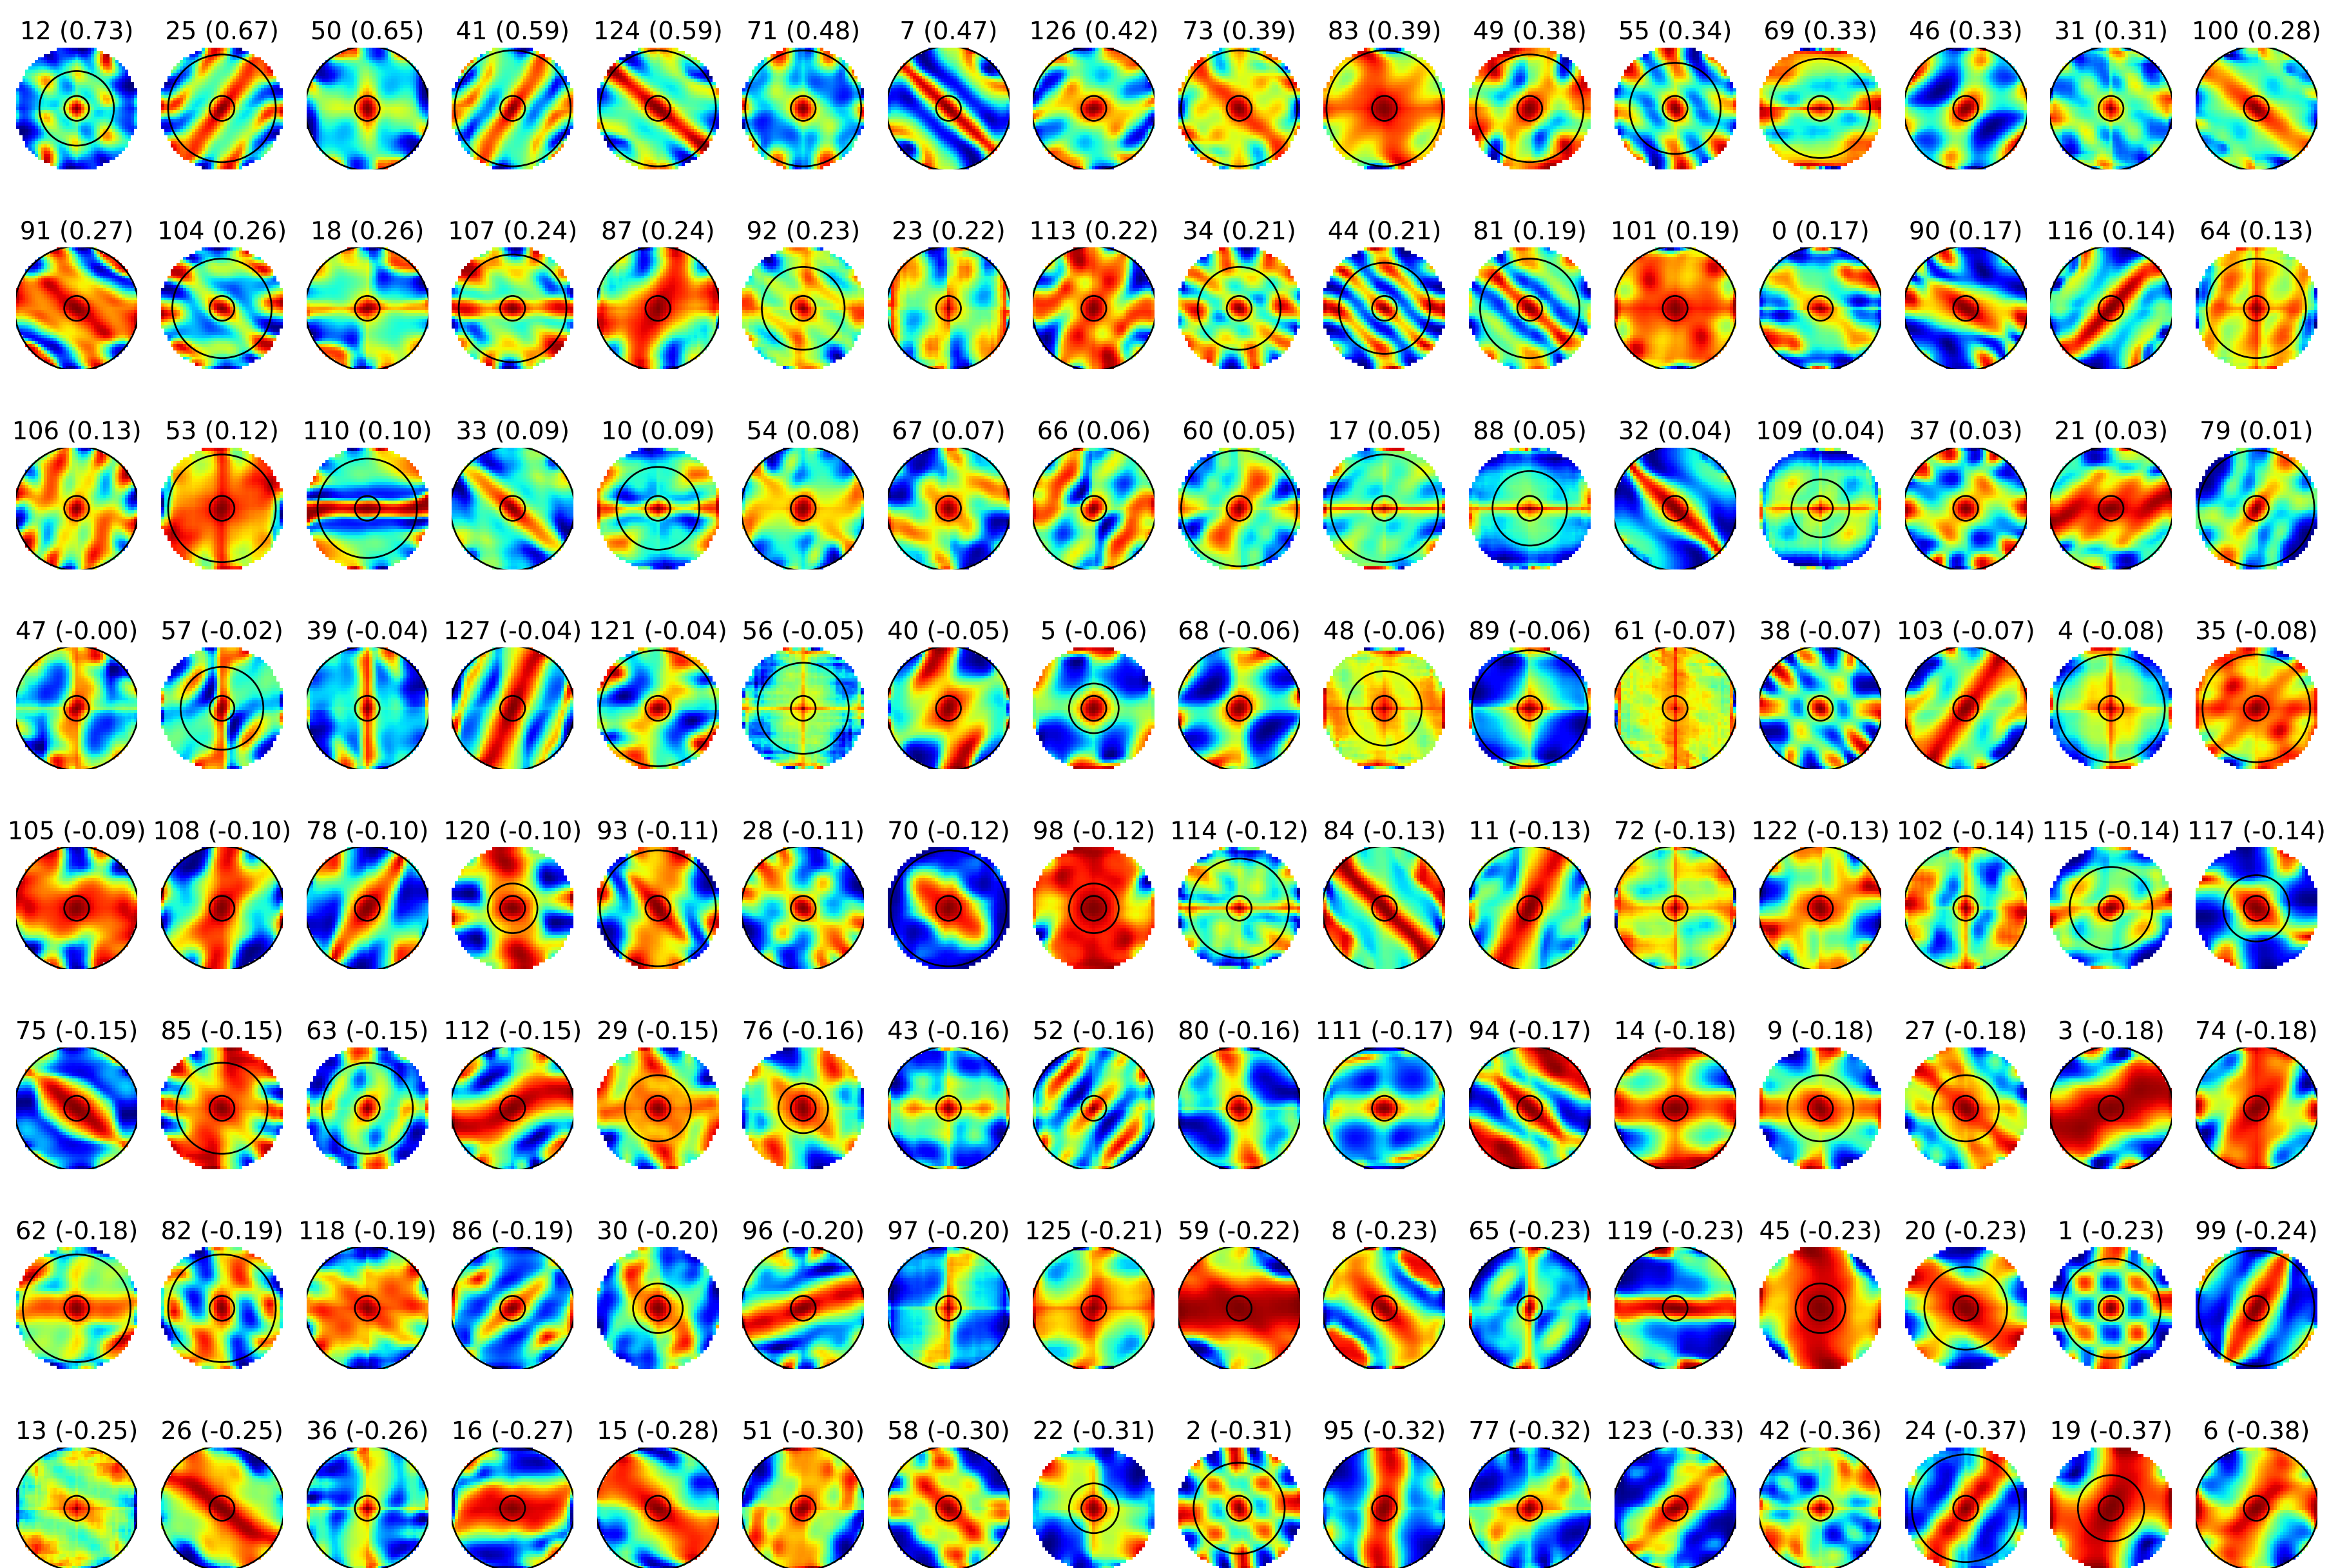 12 (0.73) 25 (0.67) 50 (0.65) 41 (0.59) 124 (0.59) 71 (0.48) 7 (0.47) 126 (0.42) 73 (0.39) 83 (0.39) 49 (0.38) 55 (0.34) 69 (0.33) 46 (0.33) 31 (0.31) 100 (0.28)
91 (0.27) 104 (0.26) 18 (0.26) 107 (0.24) 87 (0.24) 92 (0.23) 23 (0.22) 113 (0.22) 34 (0.21) 44 (0.21) 81 (0.19) 101 (0.19) 0 (0.17) 90 (0.17) 116 (0.14) 64 (0.13)
106 (0.13) 53 (0.12) 110 (0.10) 33 (0.09) 10 (0.09) 54 (0.08) 67 (0.07) 66 (0.06) 60 (0.05) 17 (0.05) 88 (0.05) 32 (0.04) 109 (0.04) 37 (0.03) 21 (0.03) 79 (0.01)
47 (-0.00) 57 (-0.02) 39 (-0.04) 127 (-0.04) 121 (-0.04) 56 (-0.05) 40 (-0.05) 5 (-0.06) 68 (-0.06) 48 (-0.06) 89 (-0.06) 61 (-0.07) 38 (-0.07) 103 (-0.07) 4 (-0.08) 35 (-0.08)
105 (-0.09) 108 (-0.10) 78 (-0.10) 120 (-0.10) 93 (-0.11) 28 (-0.11) 70 (-0.12) 98 (-0.12) 114 (-0.12) 84 (-0.13) 11 (-0.13) 72 (-0.13) 122 (-0.13) 102 (-0.14) 115 (-0.14) 117 (-0.14)
75 (-0.15) 85 (-0.15) 63 (-0.15) 112 (-0.15) 29 (-0.15) 76 (-0.16) 43 (-0.16) 52 (-0.16) 80 (-0.16) 111 (-0.17) 94 (-0.17) 14 (-0.18) 9 (-0.18) 27 (-0.18) 3 (-0.18) 74 (-0.18)
62 (-0.18) 82 (-0.19) 118 (-0.19) 86 (-0.19) 30 (-0.20) 96 (-0.20) 97 (-0.20) 125 (-0.21) 59 (-0.22) 8 (-0.23) 65 (-0.23) 119 (-0.23) 45 (-0.23) 20 (-0.23) 1 (-0.23) 99 (-0.24)
13 (-0.25) 26 (-0.25) 36 (-0.26) 16 (-0.27) 15 (-0.28) 51 (-0.30) 58 (-0.30) 22 (-0.31) 2 (-0.31) 95 (-0.32) 77 (-0.32) 123 (-0.33) 42 (-0.36) 24 (-0.37) 19 (-0.37) 6 (-0.38)